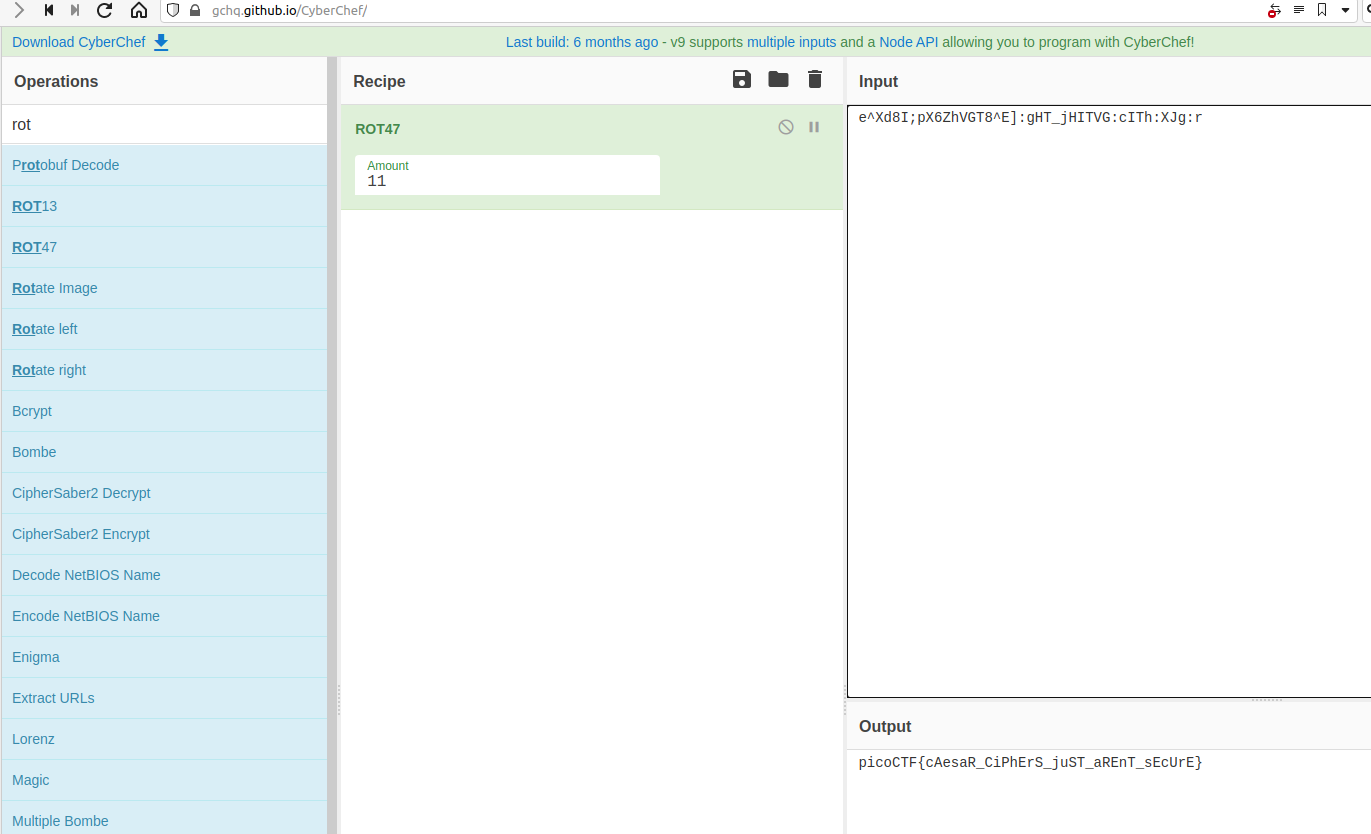 gchq.github.io/CyberChef/
Download CyberChef
Last build: 6 months ago - v9 supports multiple inputs and a Node API allowing you to program with CyberChef!
Operations
rot
Protobuf Decode
ROT13
ROT47
Rotate Image
Rotate left
Rotate right
Bcrypt
Bombe
CipherSaber2 Decrypt
CipherSaber2 Encrypt
Decode NetBIOS Name
Encode NetBIOS Name
Enigma
Extract URLs
Lorenz
Magic
Multiple Bombe
Recipe
ROT47
Amount
11
Input
e^Xd8I;pX6ZhVGT8^E]:gHT_jHITVG:cITh:XJg:r
Output
picoCTF{cAesaR_CiPhErS_juST_aREnT_sEcUrE}